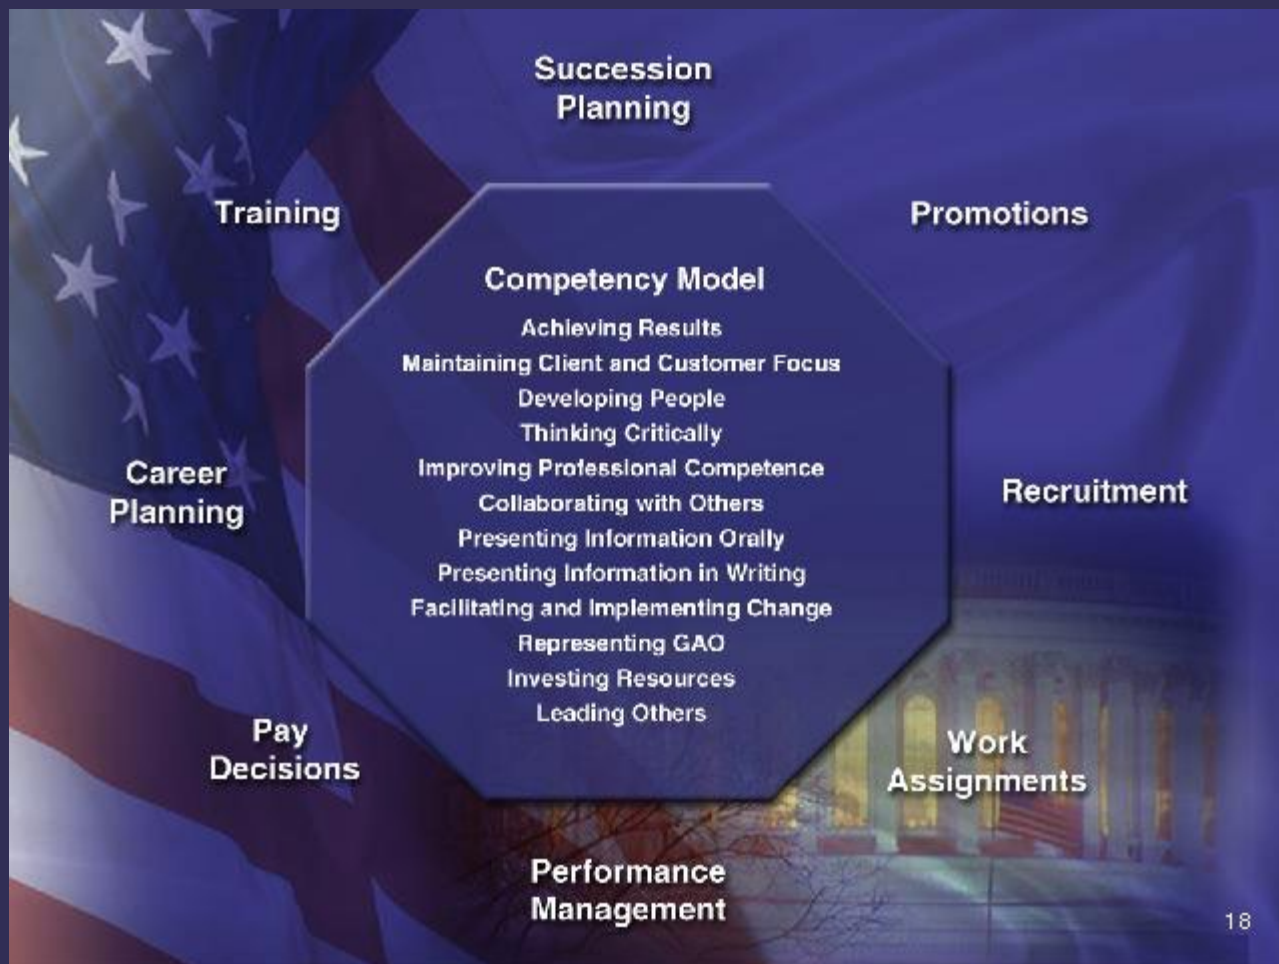 Succession
Planning
Training
Promotions
Competency Model
Achieving Results
Maintaining Client and Customer Focus
Developing People
Thinking Critically
Improving Professional Competence
Collaborating with Others
Presenting Information Orally
Presenting Information in Writing
Facilitating and Implementing Change
Representing GAO
Investing Resources
Leading Others
Career
Planning
Recruitment
Pay
Decisions
Work
Assignments
Performance
Management
18